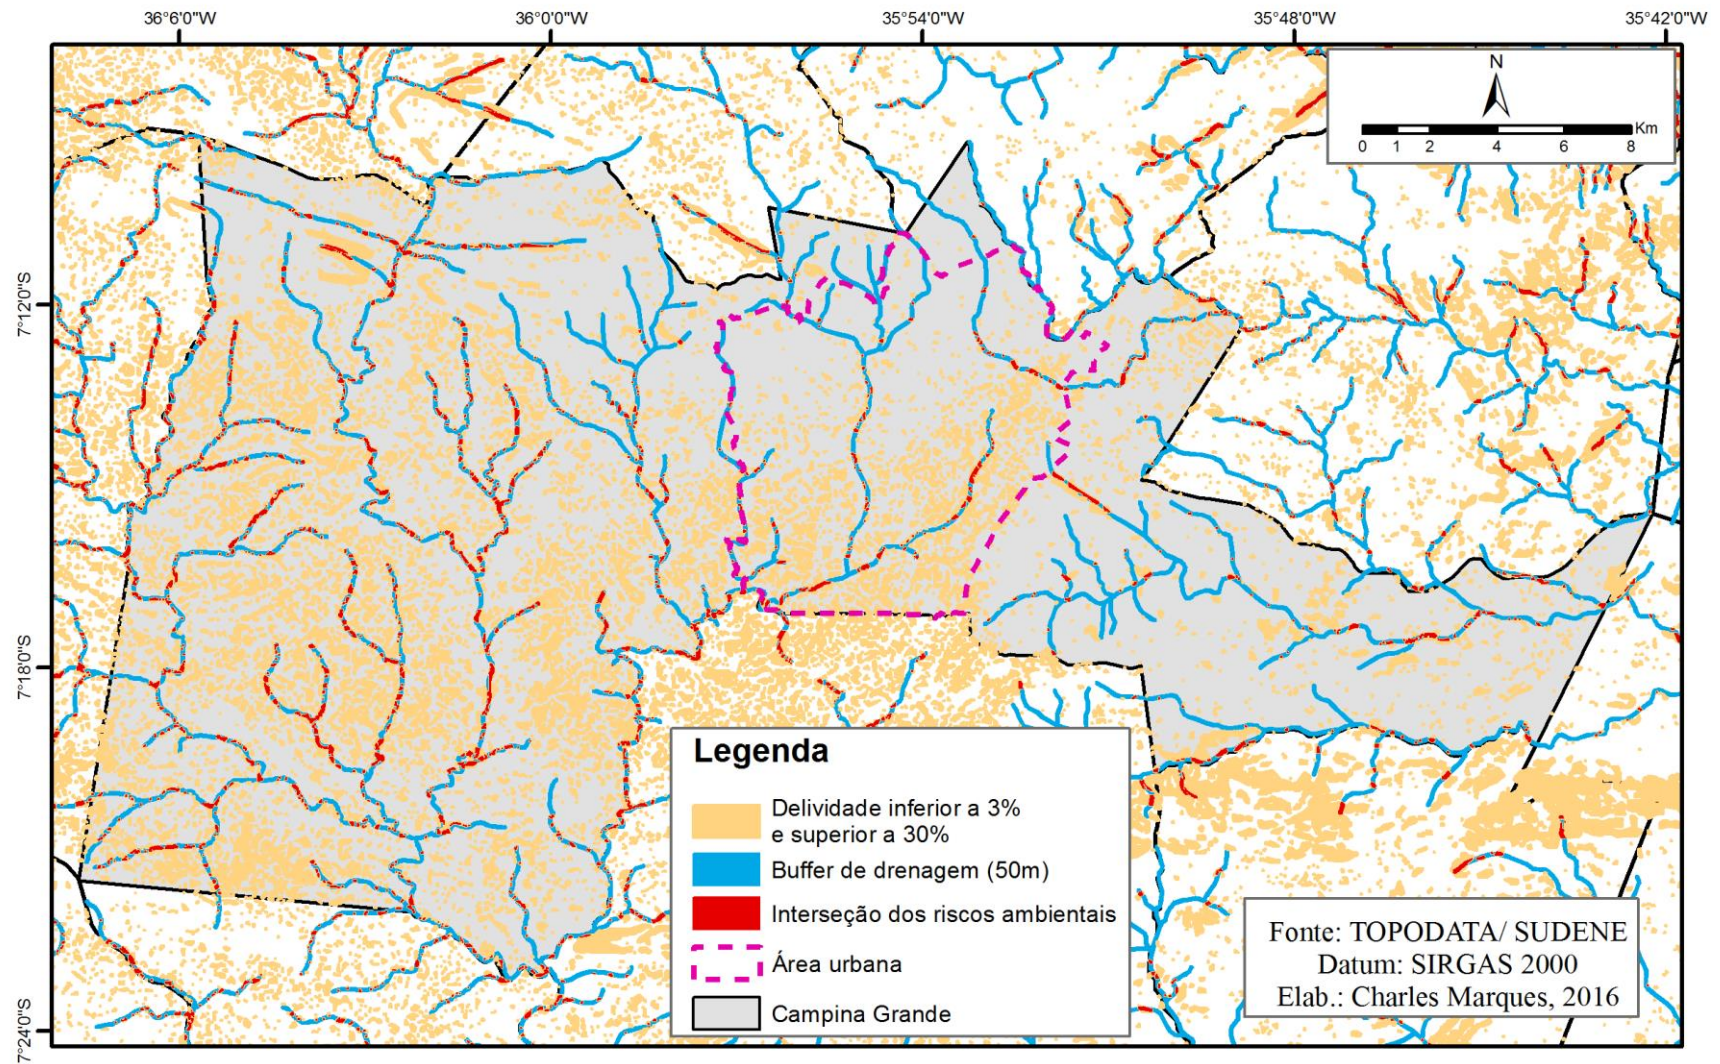 36°6'0"W 36°0'0"W 35°54'0"W 35°48'0"W 35°42'0"W
N
Km
0 1 2 4 6 8
7°12'0"S
7°18'0"S
7°24'0"S
Legenda
Delividade inferior a 3%
e superior a 30%
Buffer de drenagem (50m)
Interseção dos riscos ambientais
Área urbana
Campina Grande
Fonte: TOPODATA/ SUDENE
Datum: SIRGAS 2000
Elab.: Charles Marques, 2016